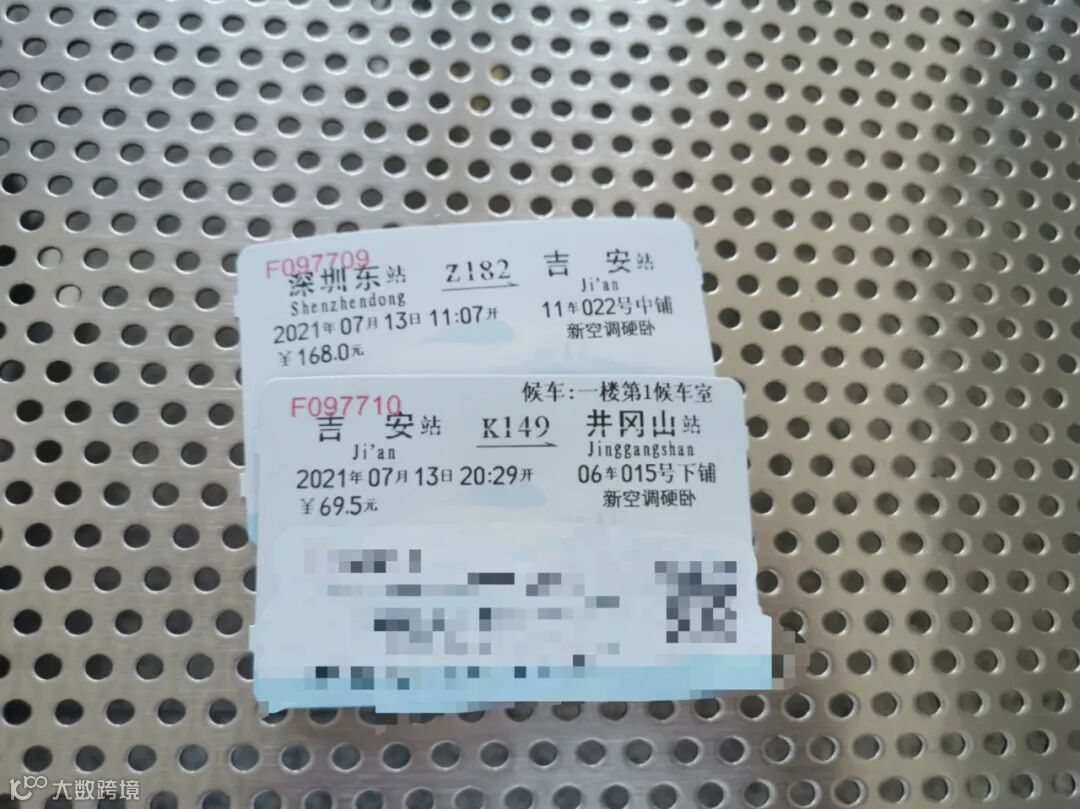 F097709
深圳东站 Z182 吉安站
Shenzhendong Ji'an
2021年07月13日 11:07开 11车022号中铺
¥168.0元 新空调硬卧
候车:一楼第1候车室
F097710
吉安站 K149 井冈山站
Ji'an Jinggangshan
2021年07月13日 20:29开 06车015号下铺
¥69.5元 新空调硬卧
大数跨境